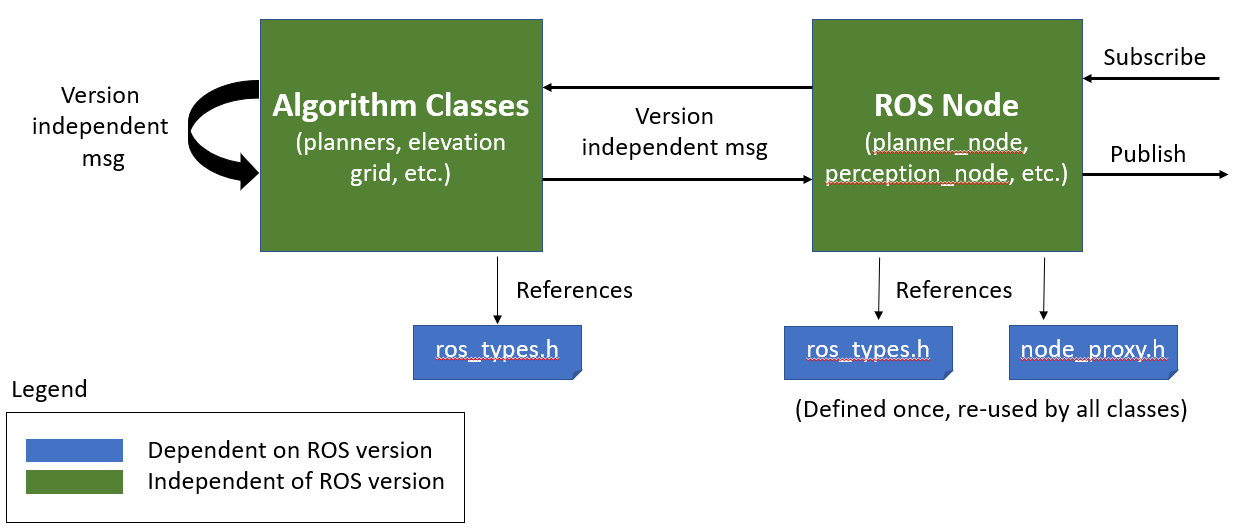 Version
independent
msg
Algorithm Classes
(planners, elevation
grid, etc.)
Version
independent msg
ROS Node
(planner_node,
perception_node, etc.)
Subscribe
Publish
References
References
ros_types.h
ros_types.h
node_proxy.h
(Defined once, re-used by all classes)
Legend
Dependent on ROS version
Independent of ROS version